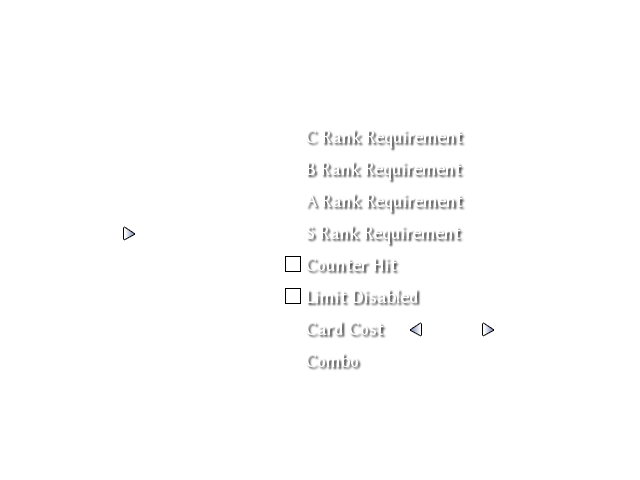 C Rank Requirement
B Rank Requirement
A Rank Requirement
S Rank Requirement
Counter Hit
Limit Disabled
Card Cost
Combo